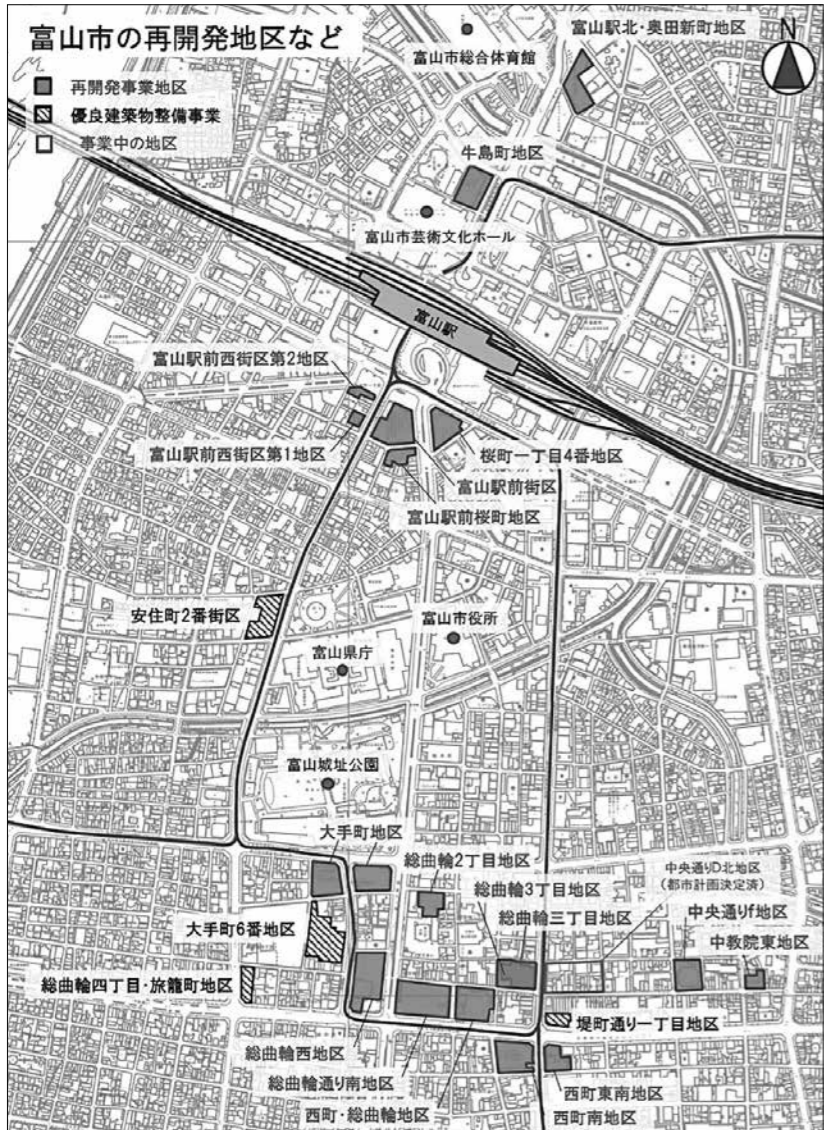 富山市の再開発地区など
再開発事業地区
優良建築物整備事業
事業中の地区
N
富山市総合体育館
富山駅北・奥田新町地区
牛島町地区
富山市芸術文化ホール
富山駅
富山駅前西街区第2地区
富山駅前西街区第1地区
桜町一丁目4番地区
富山駅前街区
富山駅前桜町地区
安住町2番街区
富山市役所
富山県庁
富山城址公園
大手町地区
総曲輪2丁目地区
総曲輪3丁目地区
総曲輪三丁目地区
中央通りD北地区
(都市計画決定済)
中央通りf地区
中教院東地区
大手町6番地区
総曲輪四丁目・旅籠町地区
堤町通り一丁目地区
総曲輪西地区
総曲輪通り南地区
西町・総曲輪地区
西町東南地区
西町南地区